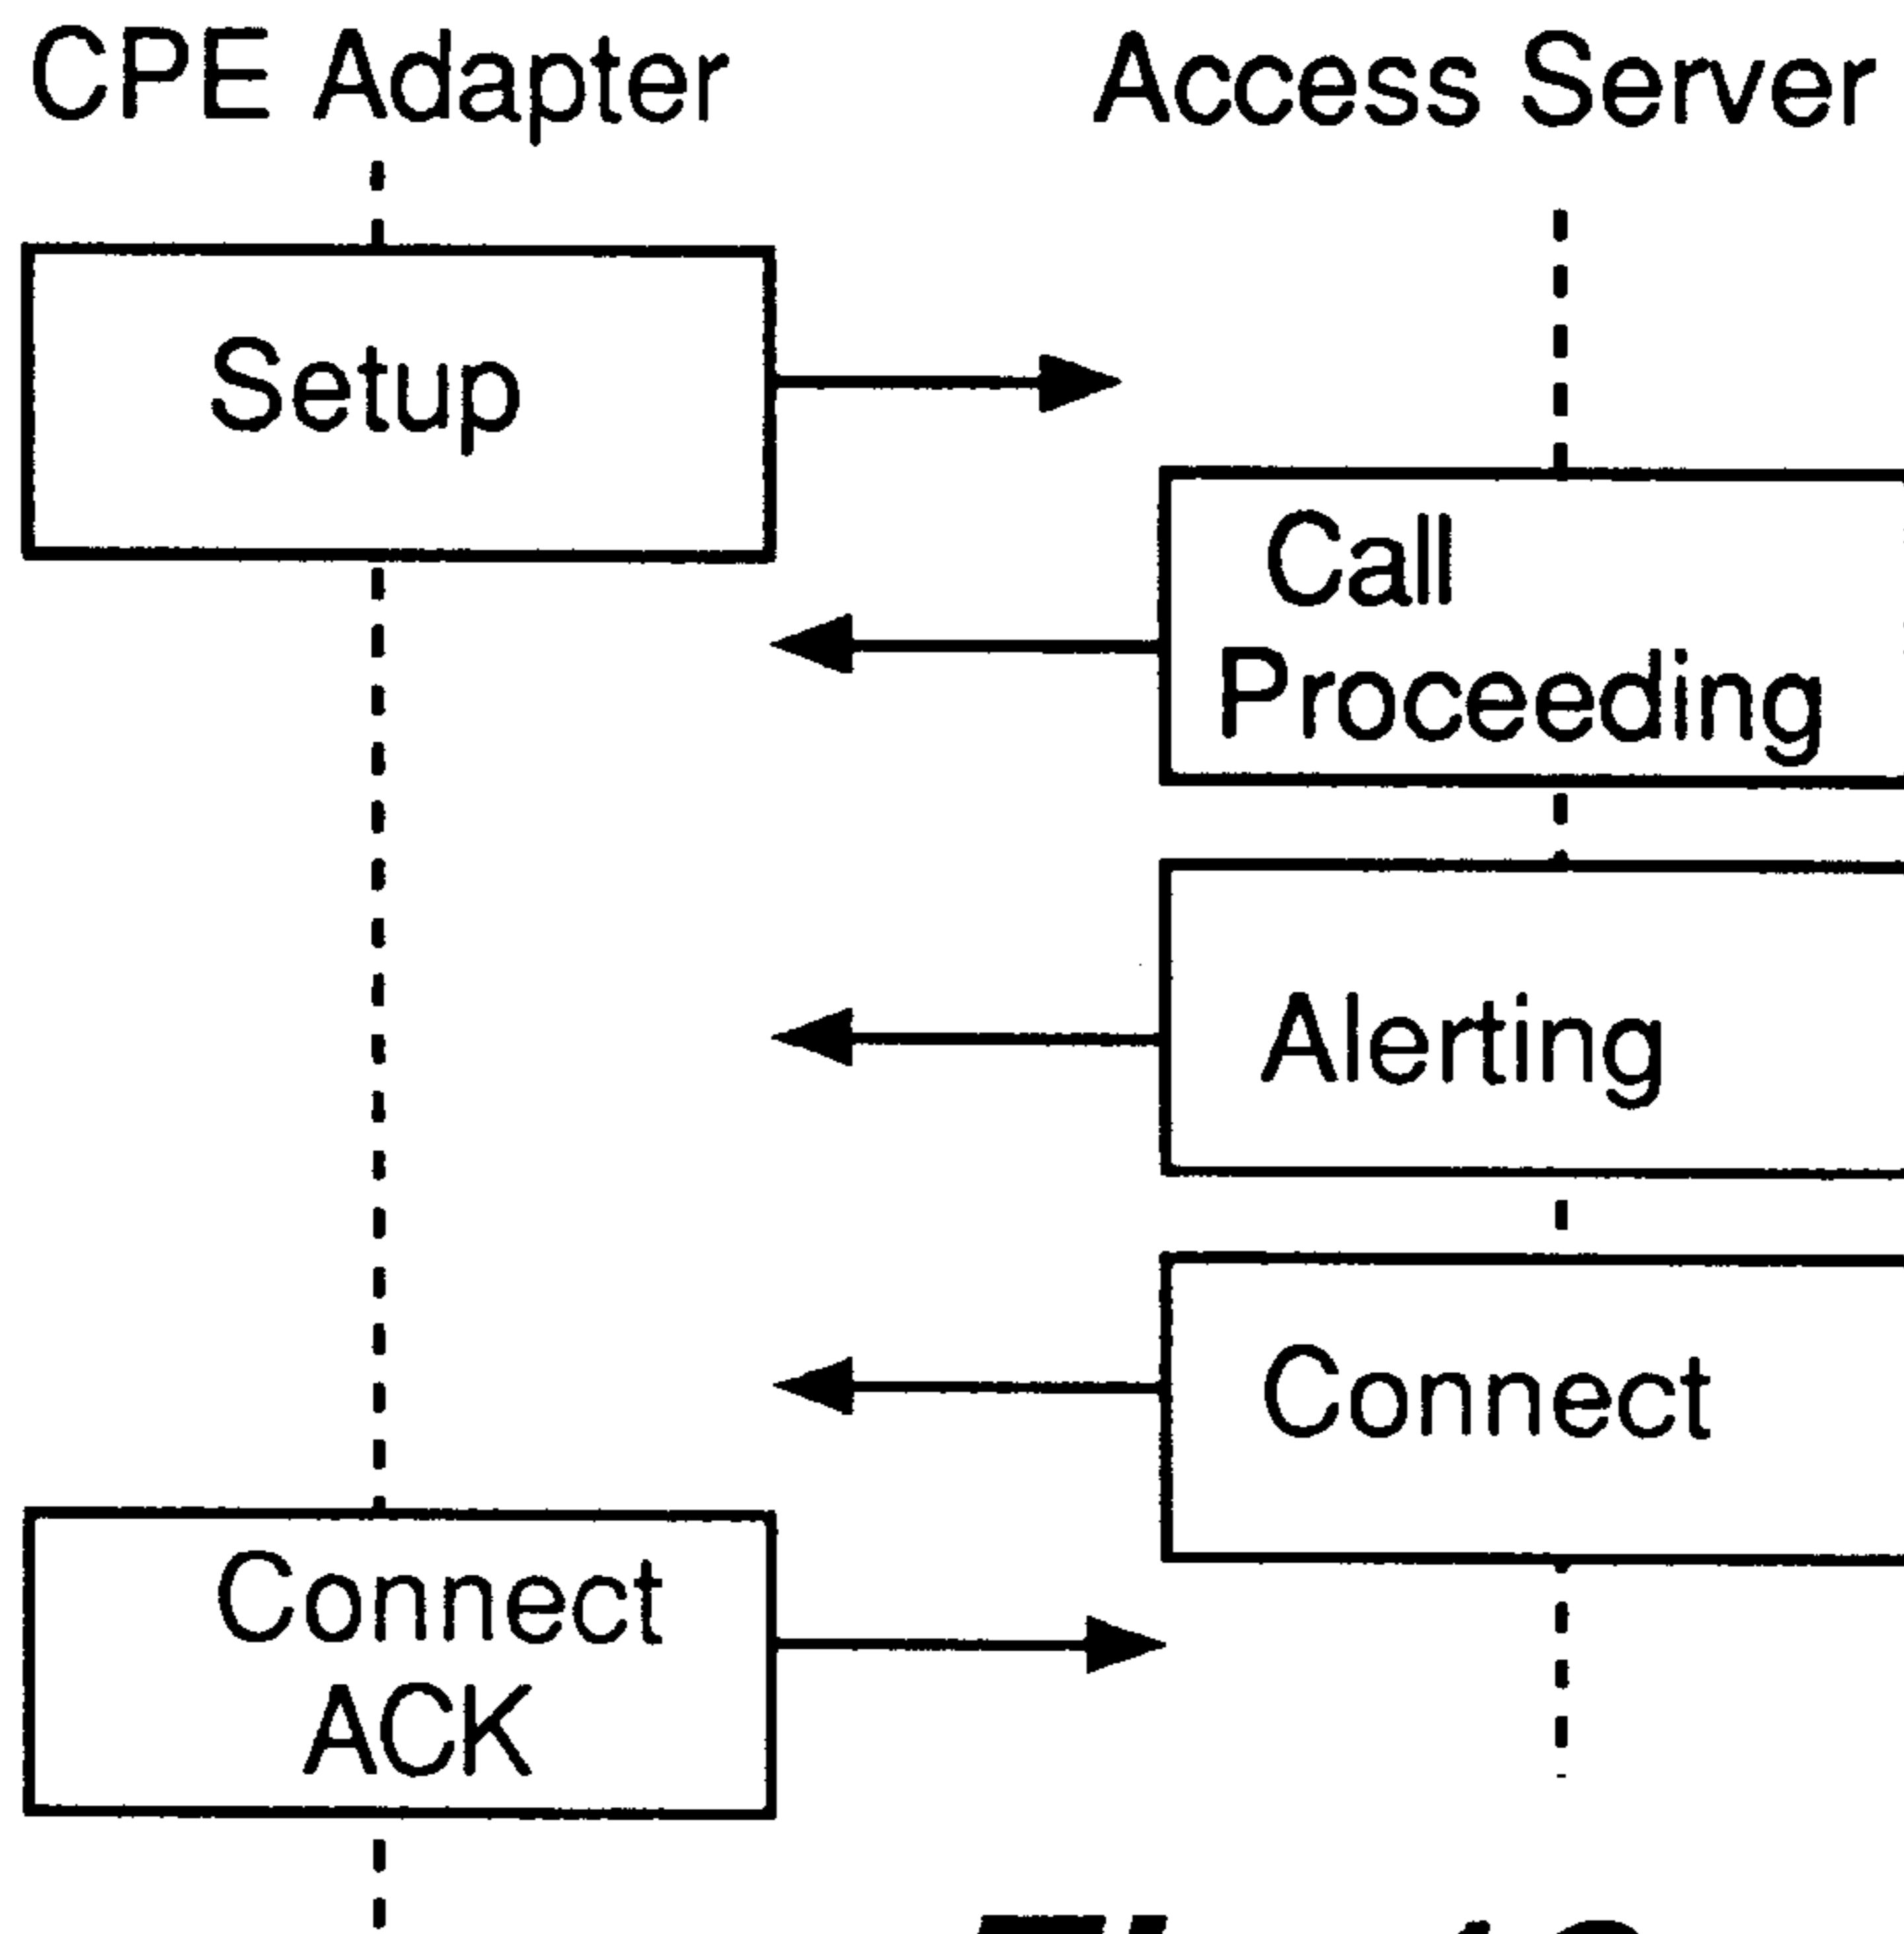 CPE Adapter
Access Server
Setup
Call
Proceeding
Alerting
Connect
Connect
ACK